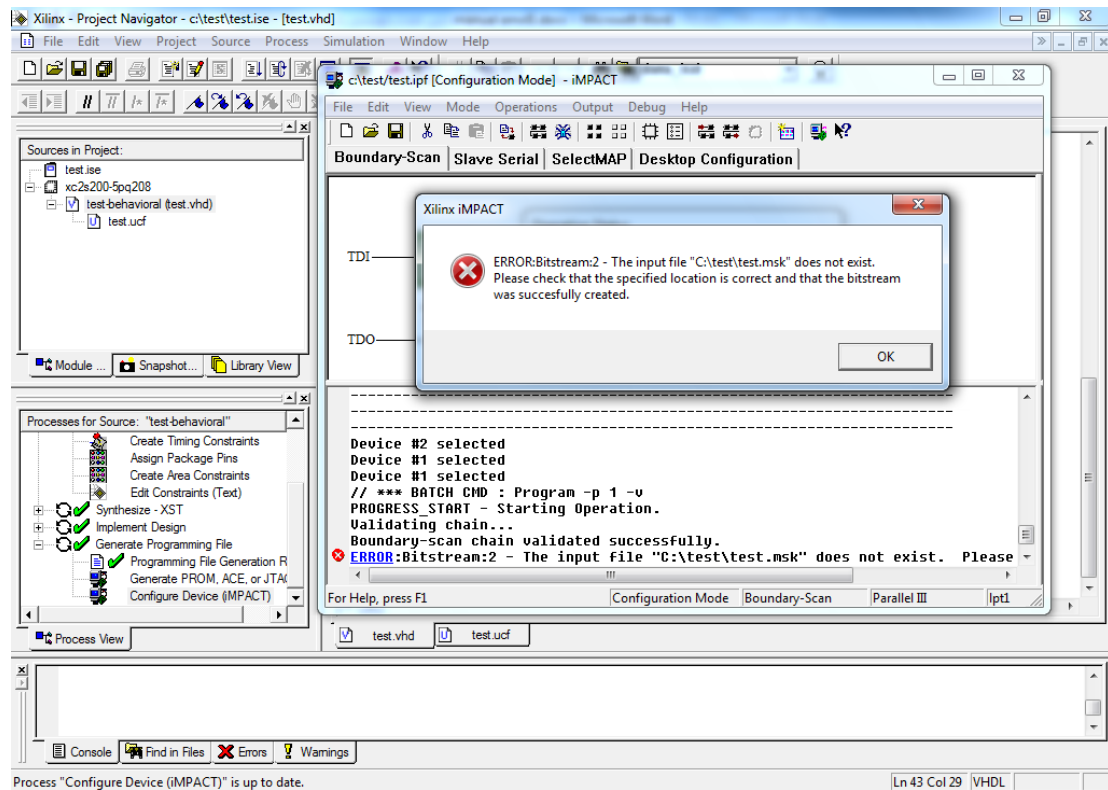 Xilinx - Project Navigator - c:\test\test.ise - [test.vhd]
File Edit View Project Source Process Simulation Window Help
Sources in Project:
test.ise
xc2s200-5pq208
test-behavioral (test.vhd)
test.ucf
Module ... Snapshot... Library View
Processes for Source: "test-behavioral"
Create Timing Constraints
Assign Package Pins
Create Area Constraints
Edit Constraints (Text)
Synthesize - XST
Implement Design
Generate Programming File
Programming File Generation R
Generate PROM, ACE, or JTA
Configure Device (iMPACT)
Process View
c:\test/test.ipf [Configuration Mode] - iMPACT
File Edit View Mode Operations Output Debug Help
Boundary-Scan Slave Serial SelectMAP Desktop Configuration
TDI
TDO
Xilinx iMPACT
ERROR:Bitstream:2 - The input file "C:\test\test.msk" does not exist.
Please check that the specified location is correct and that the bitstream
was succesfully created.
OK
Device #2 selected
Device #1 selected
Device #1 selected
// *** BATCH CMD : Program -p 1 -v
PROGRESS_START - Starting Operation.
Validating chain...
Boundary-scan chain validated successfully.
ERROR:Bitstream:2 - The input file "C:\test\test.msk" does not exist. Please
For Help, press F1 Configuration Mode Boundary-Scan Parallel III lpt1
test.vhd test.ucf
Console Find in Files Errors Warnings
Process "Configure Device (iMPACT)" is up to date. Ln 43 Col 29 VHDL